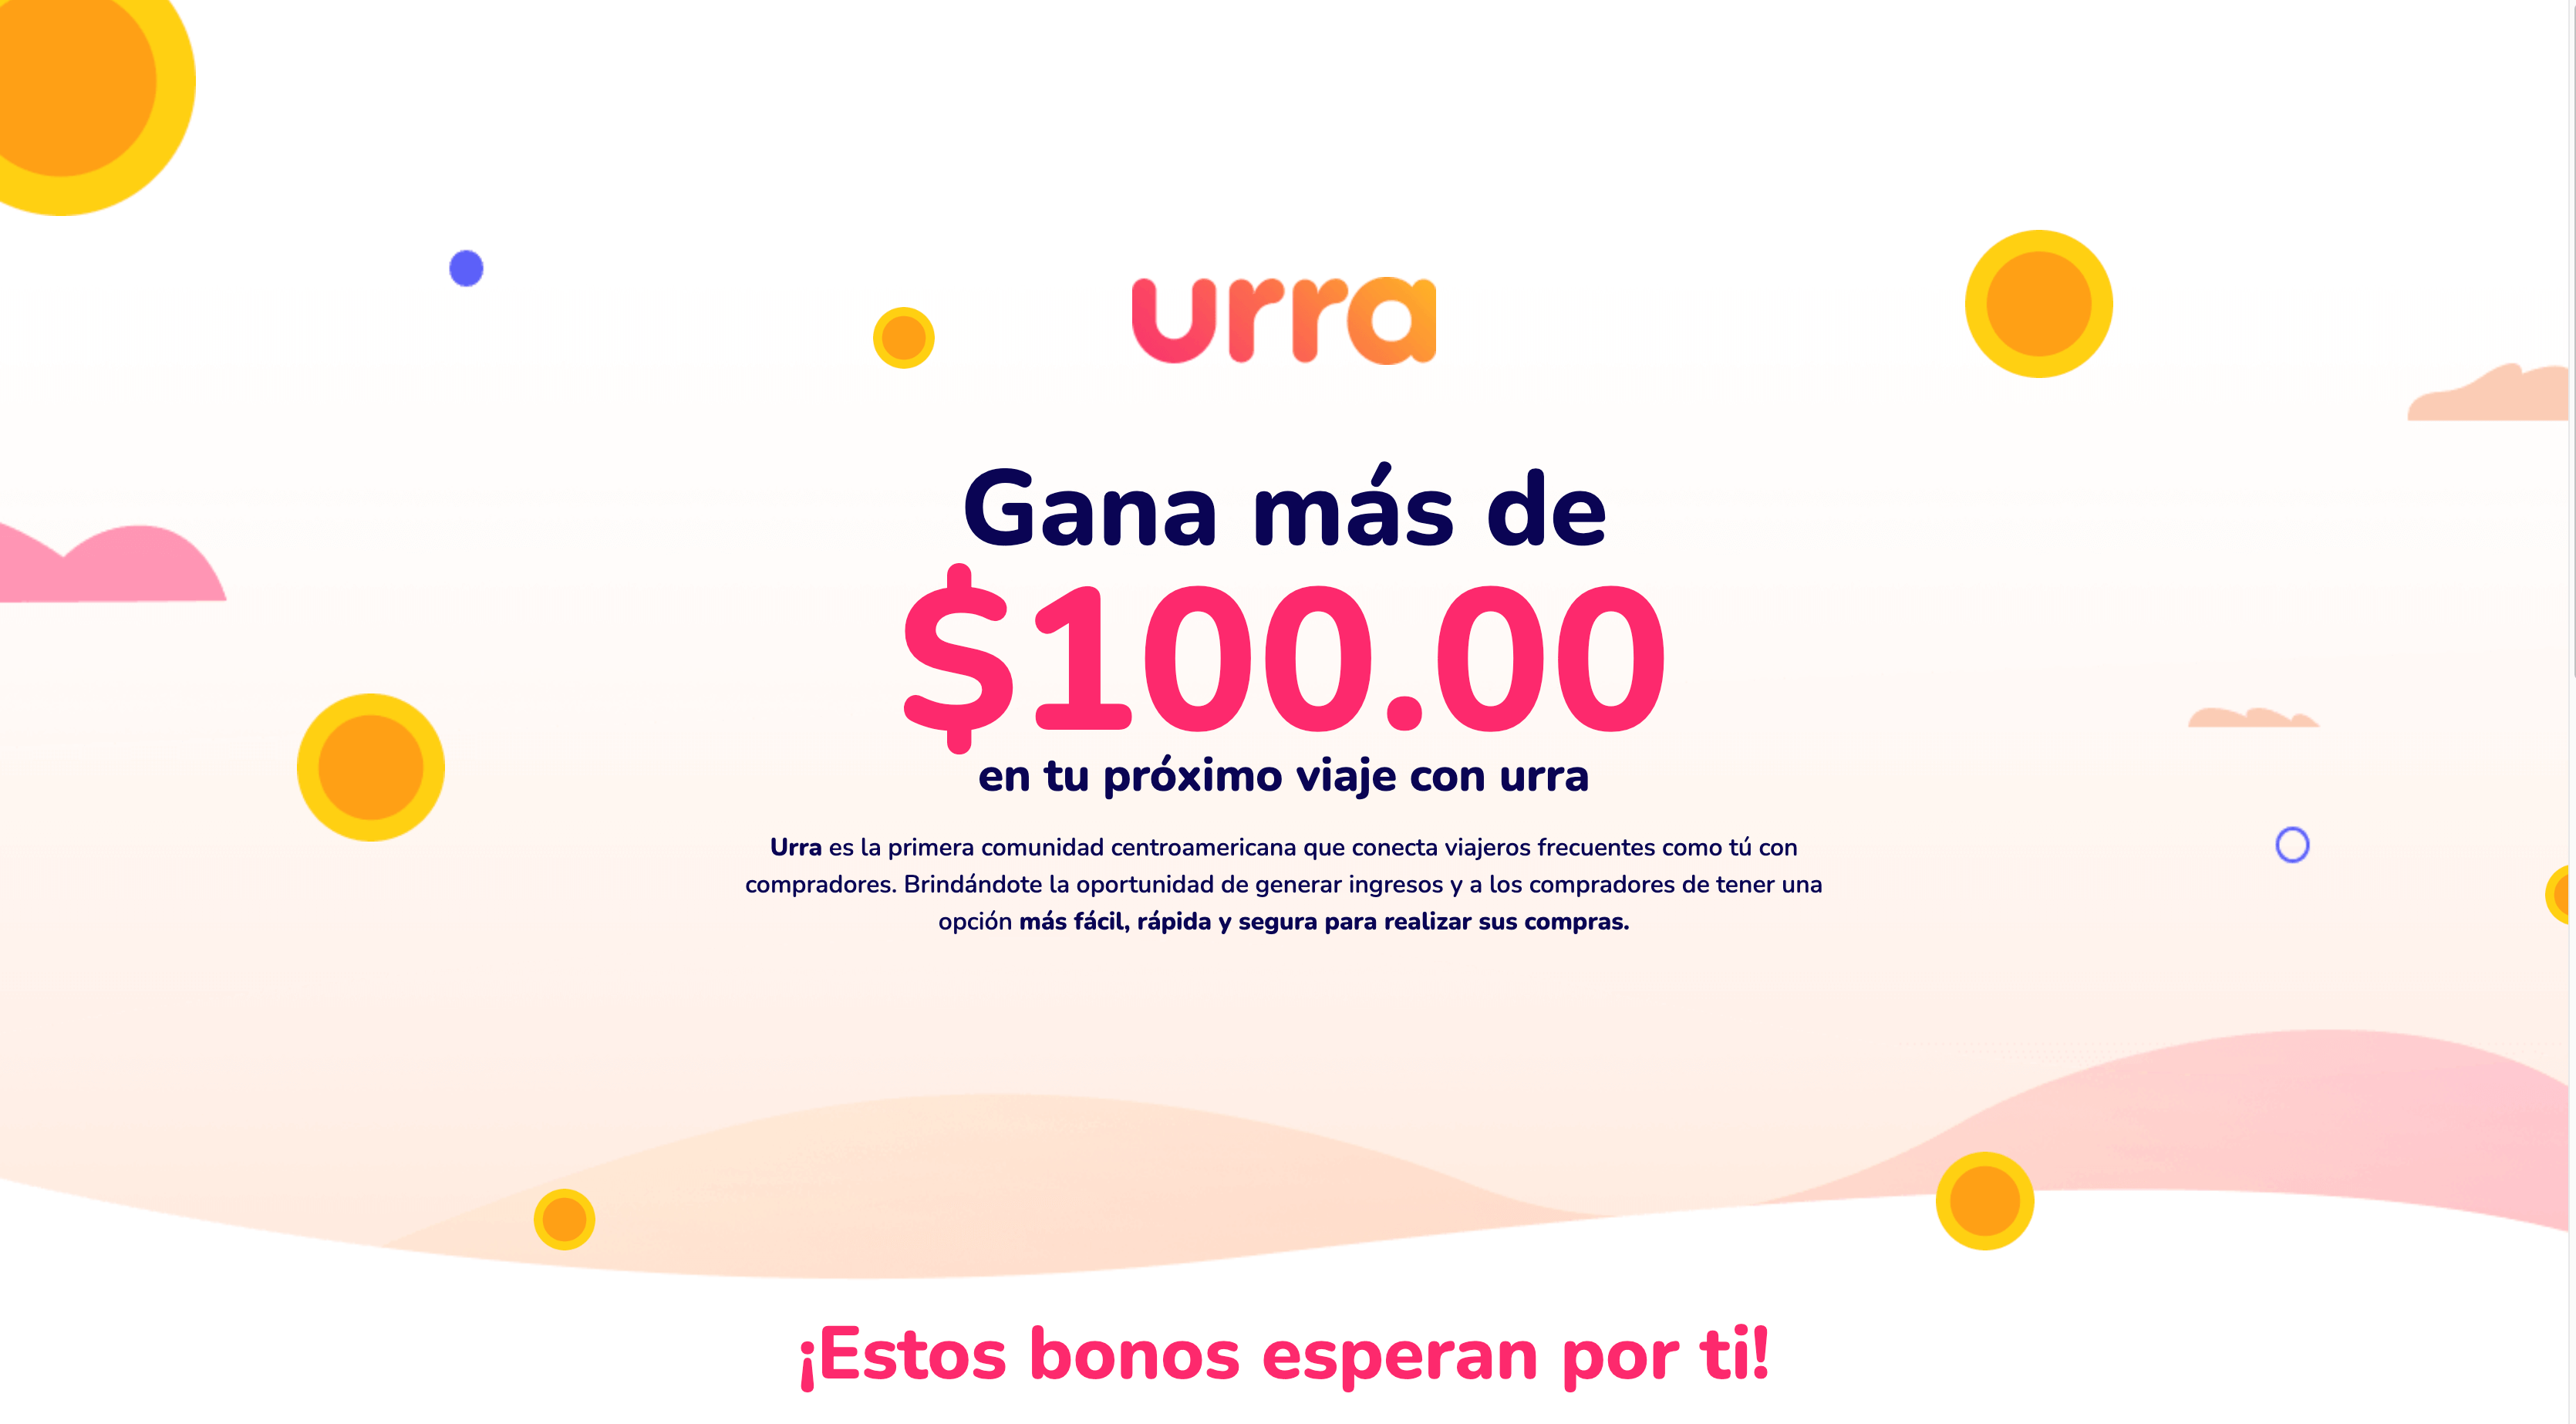 urra
Gana más de
$100.00
en tu próximo viaje con urra
Urra es la primera comunidad centroamericana que conecta viajeros frecuentes como tú con
compradores. Brindándote la oportunidad de generar ingresos y a los compradores de tener una
opción más fácil, rápida y segura para realizar sus compras.
¡Estos bonos esperan por ti!